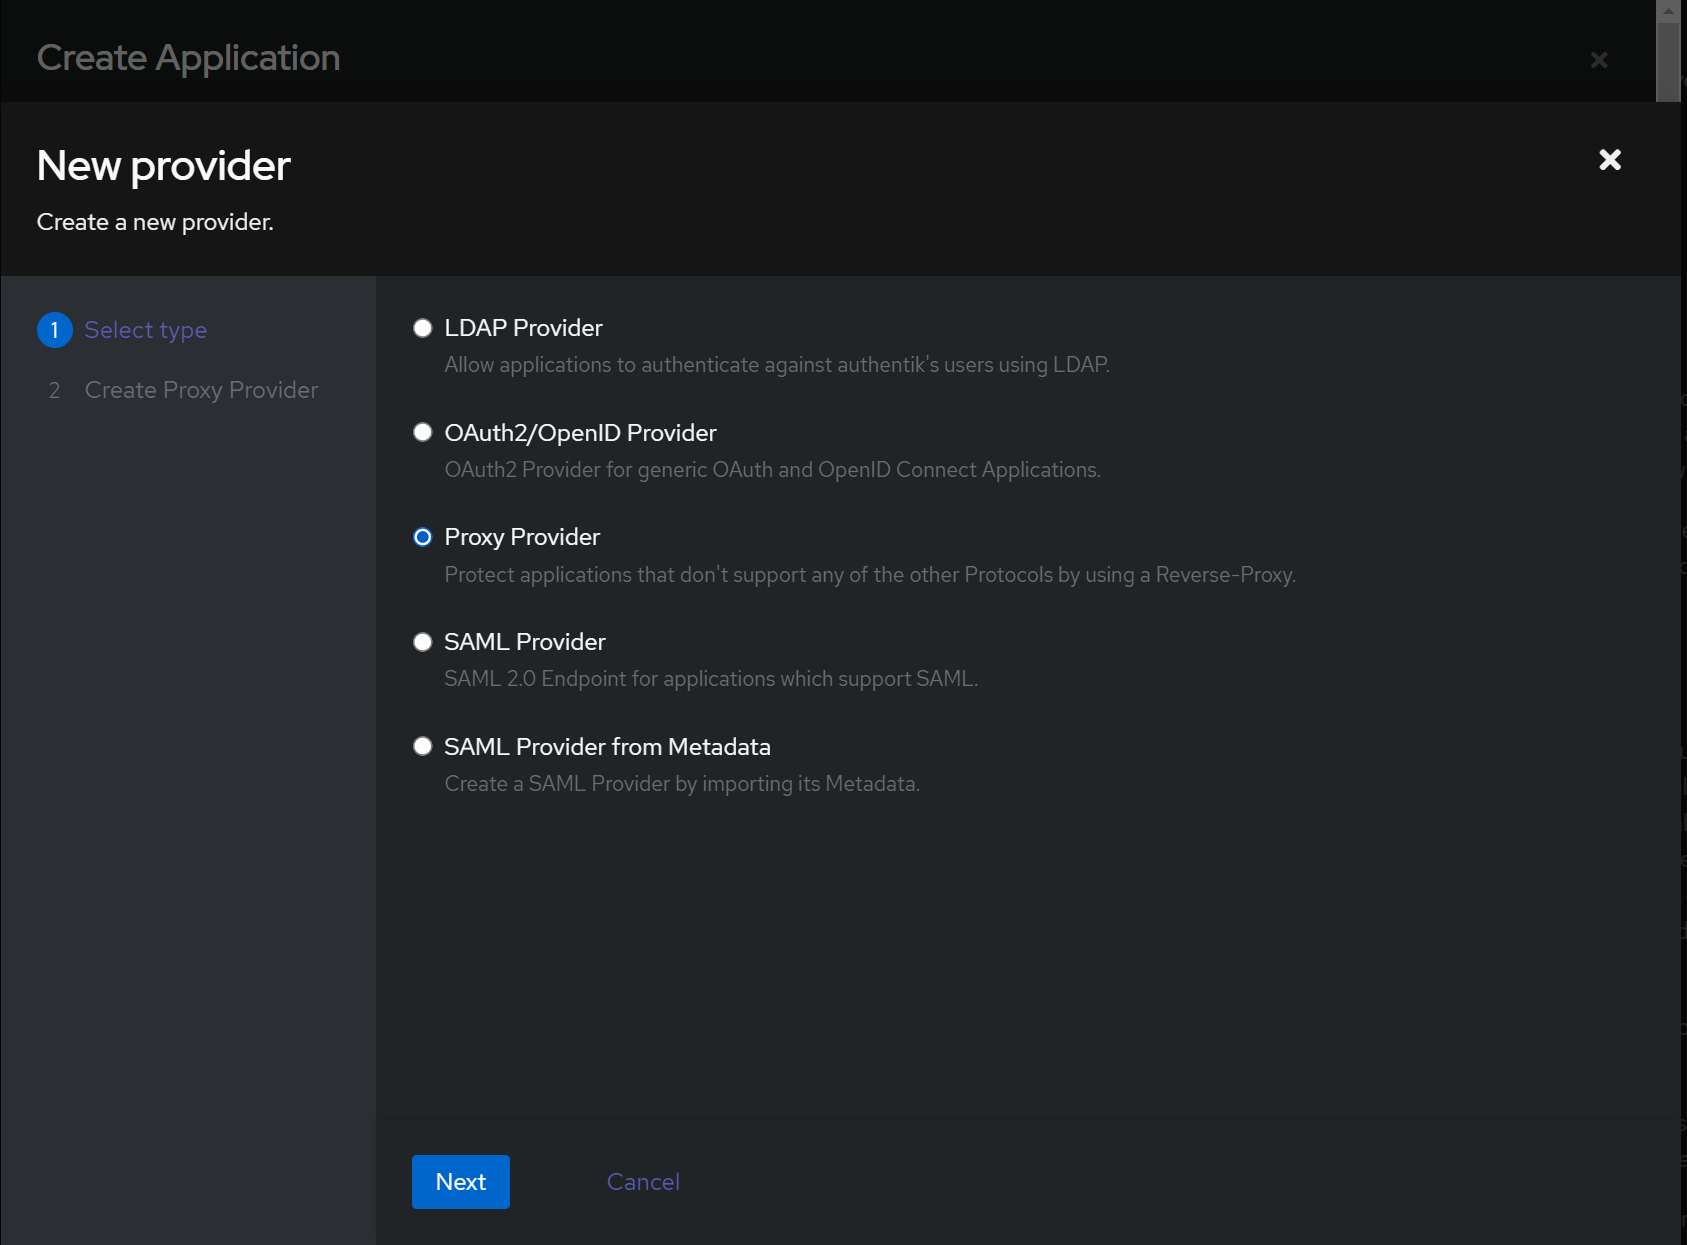 Create Application
New provider
Create a new provider.
1 Select type
2 Create Proxy Provider
LDAP Provider
Allow applications to authenticate against authentik's users using LDAP.
OAuth2/OpenID Provider
OAuth2 Provider for generic OAuth and OpenID Connect Applications.
Proxy Provider
Protect applications that don't support any of the other Protocols by using a Reverse-Proxy.
SAML Provider
SAML 2.0 Endpoint for applications which support SAML.
SAML Provider from Metadata
Create a SAML Provider by importing its Metadata.
Next
Cancel